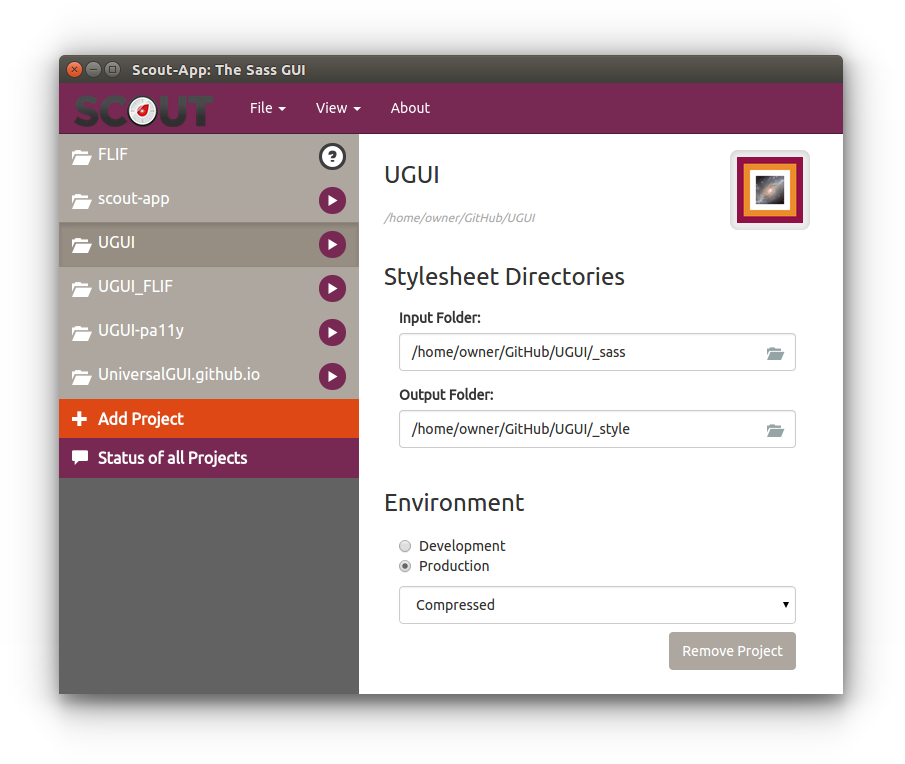 Scout-App: The Sass GUI
SCOUT File View About
FLIF ?
scout-app
UGUI
UGUI_FLIF
UGUI-pa11y
UniversalGUI.github.io
Add Project
Status of all Projects
UGUI
/home/owner/GitHub/UGUI
Stylesheet Directories
Input Folder:
/home/owner/GitHub/UGUI/_sass
Output Folder:
/home/owner/GitHub/UGUI/_style
Environment
Development
Production
Compressed
Remove Project